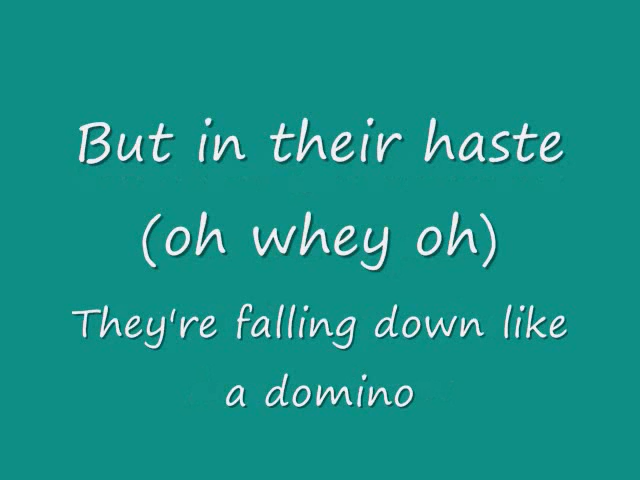 But in their haste
(oh whey oh)
They're falling down like
a domino